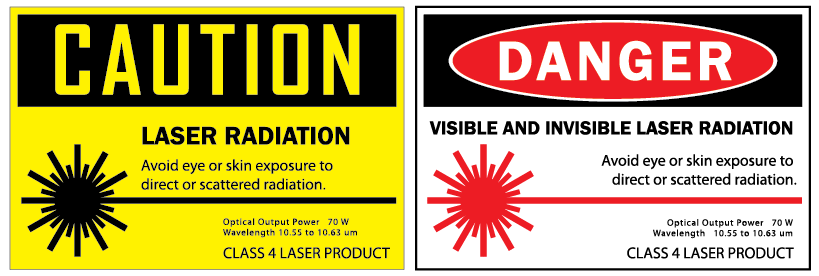 CAUTION
LASER RADIATION
Avoid eye or skin exposure to
direct or scattered radiation.
Optical Output Power 70 W
Wavelength 10.55 to 10.63 um
CLASS 4 LASER PRODUCT
DANGER
VISIBLE AND INVISIBLE LASER RADIATION
Avoid eye or skin exposure to
direct or scattered radiation.
Optical Output Power 70 W
Wavelength 10.55 to 10.63 um
CLASS 4 LASER PRODUCT